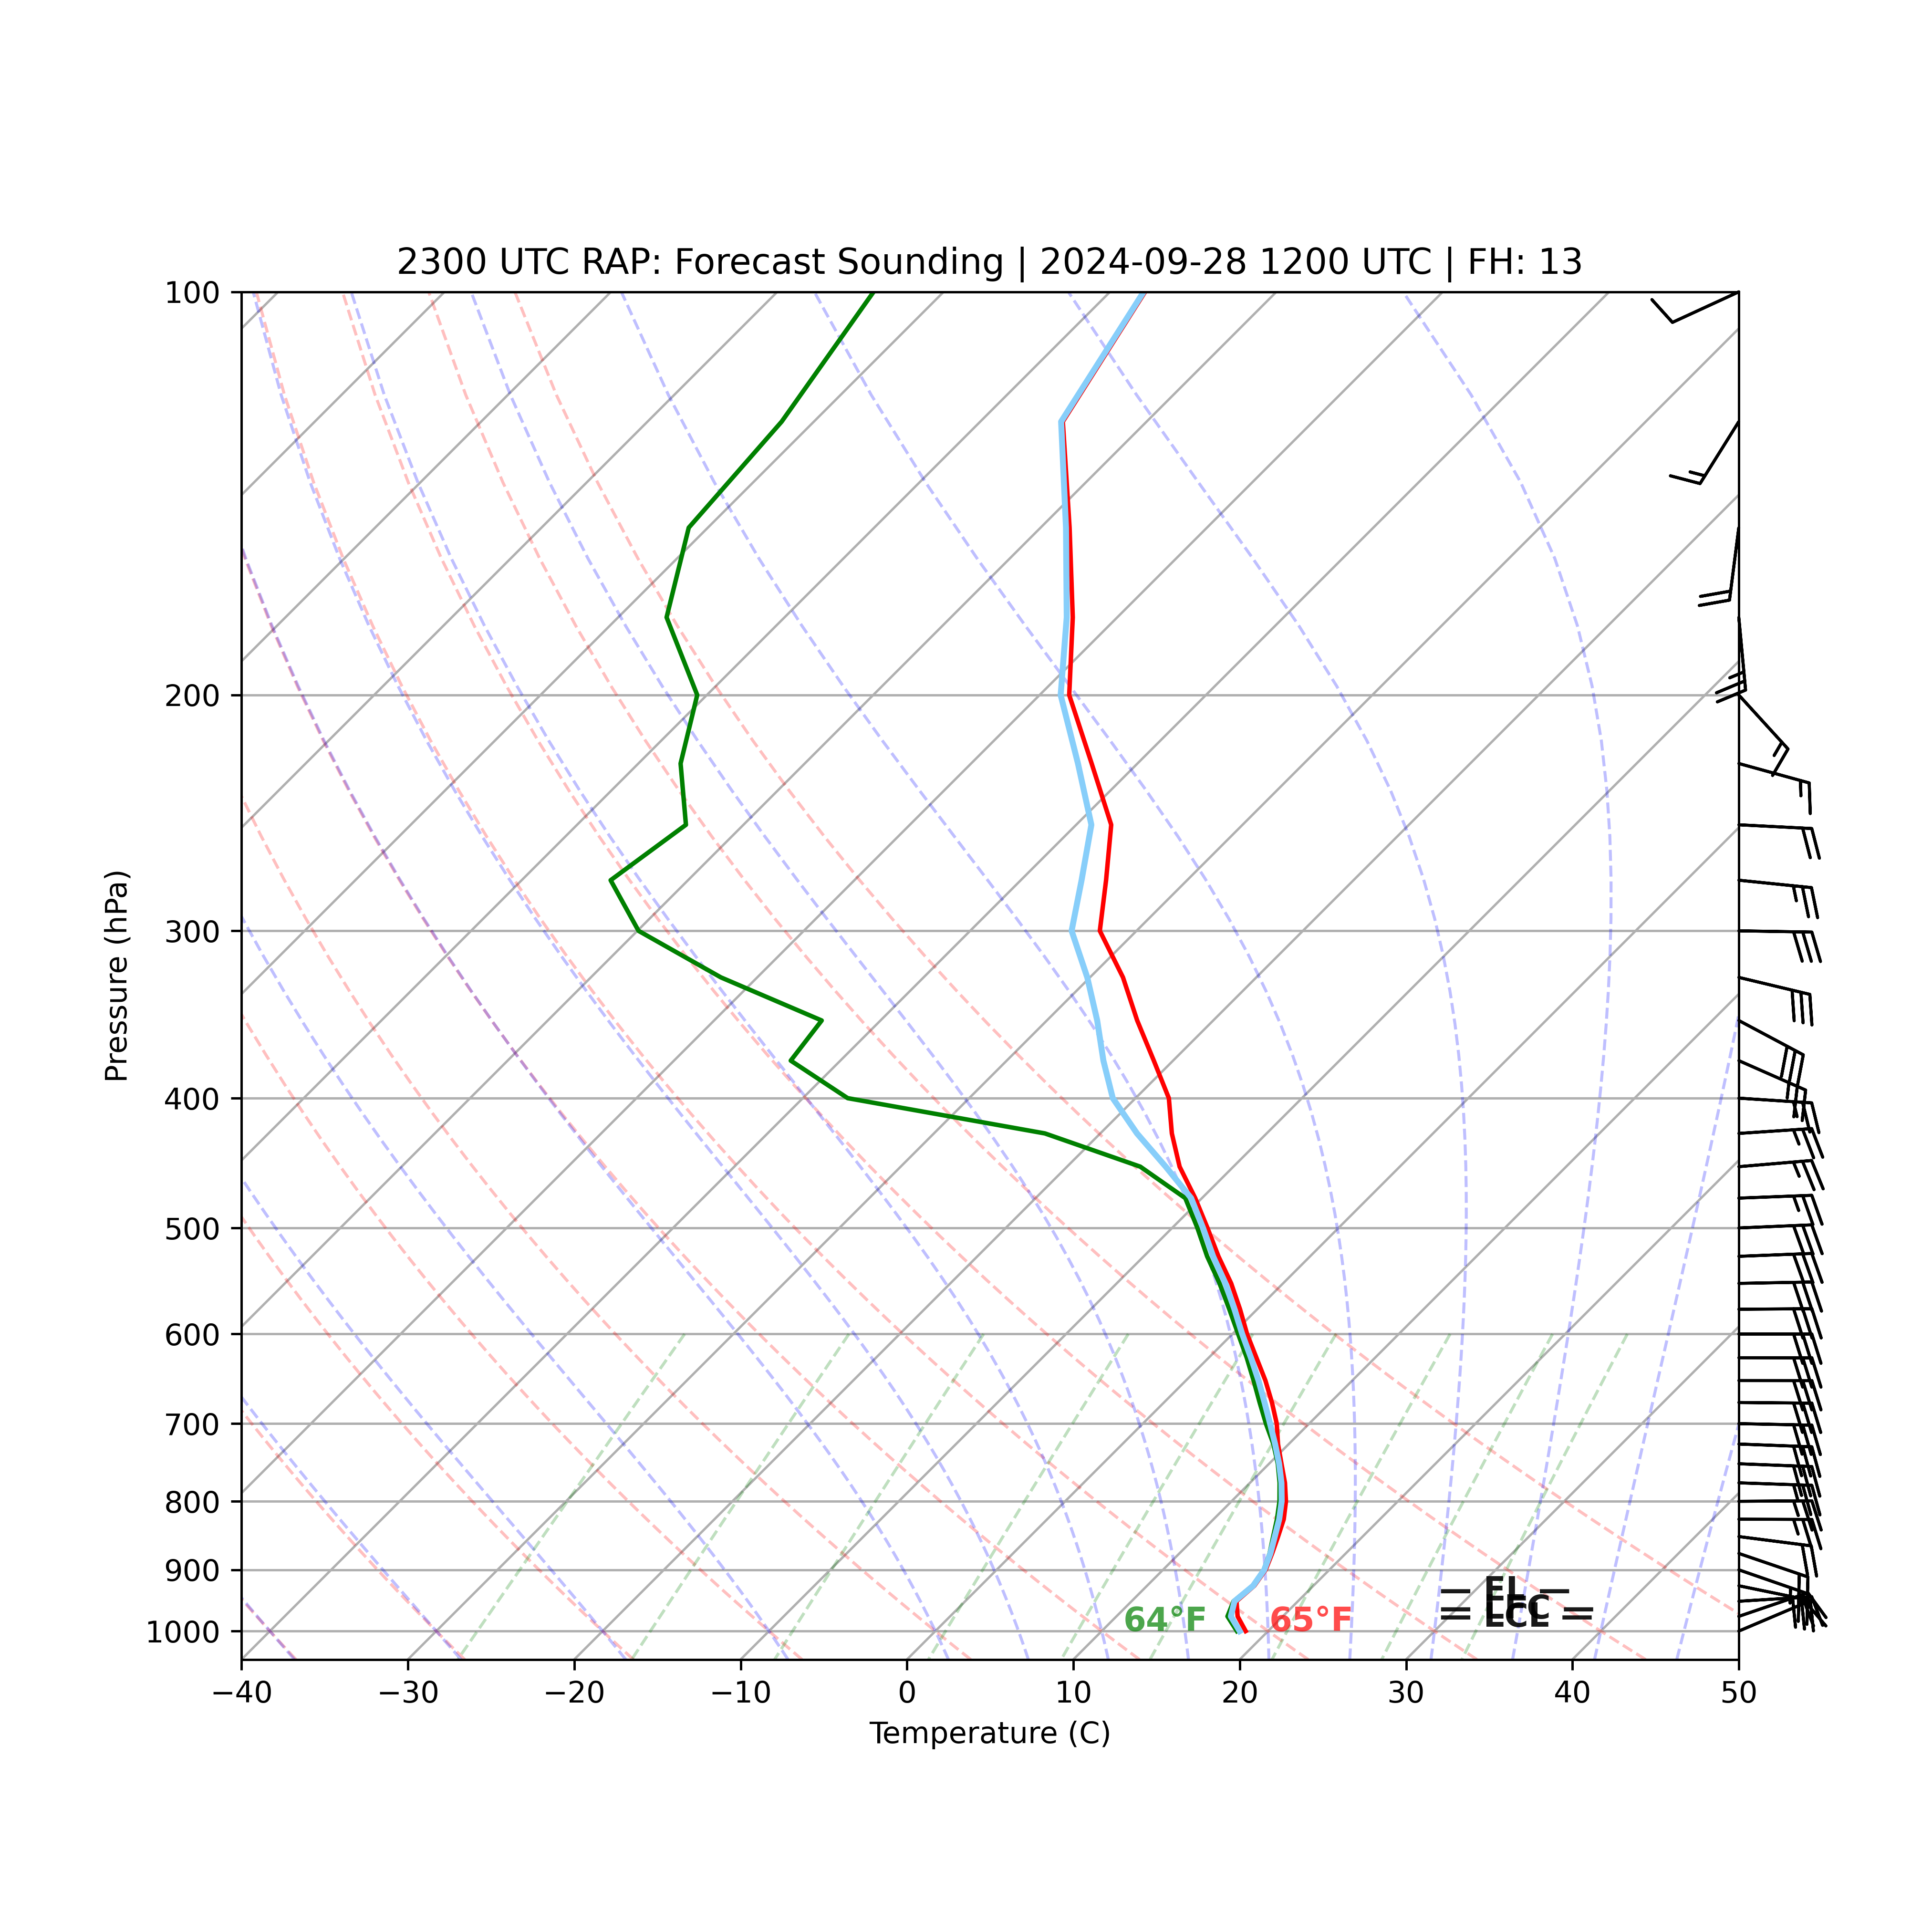 2300 UTC RAP: Forecast Sounding | 2024-09-28 1200 UTC | FH: 13
100
200
300
400
500
600
700
800
900
1000
Pressure (hPa)
— EL —
= LCL =
64°F
65°F
−40
−30
−20
−10
0
10
20
30
40
50
Temperature (C)